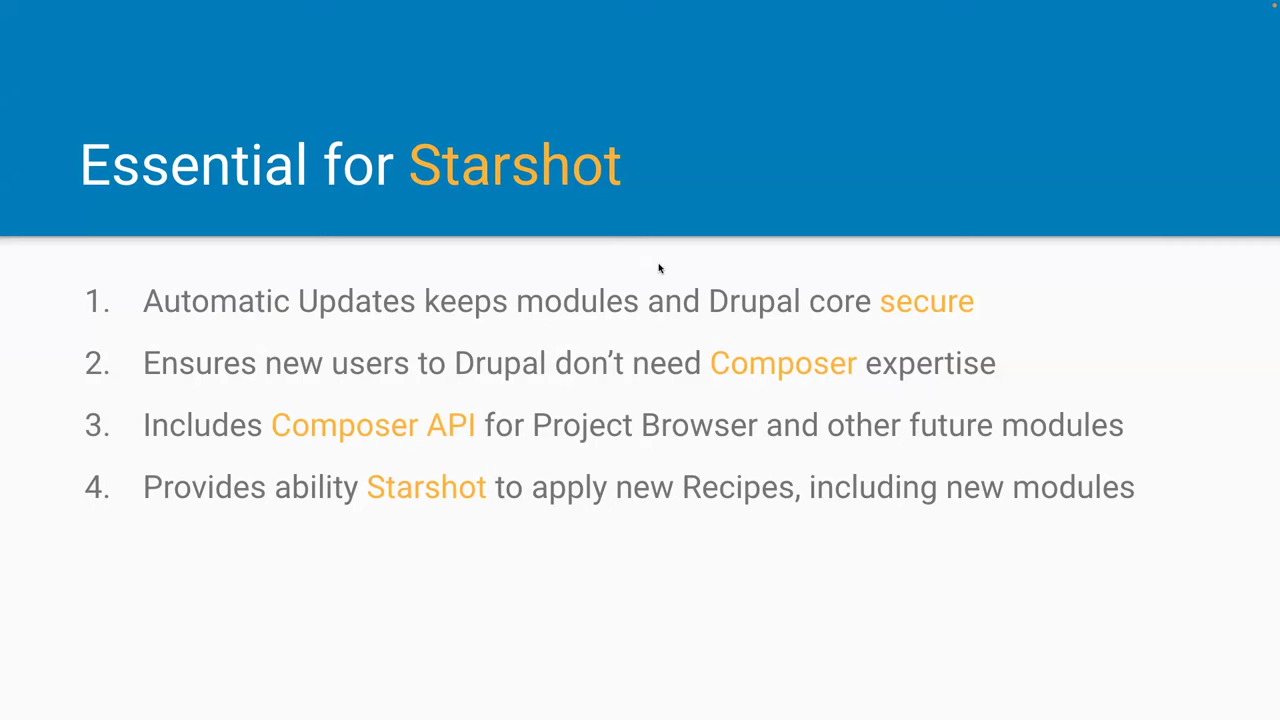 Essential for Starshot
1. Automatic Updates keeps modules and Drupal core secure
2. Ensures new users to Drupal don’t need Composer expertise
3. Includes Composer API for Project Browser and other future modules
4. Provides ability Starshot to apply new Recipes, including new modules